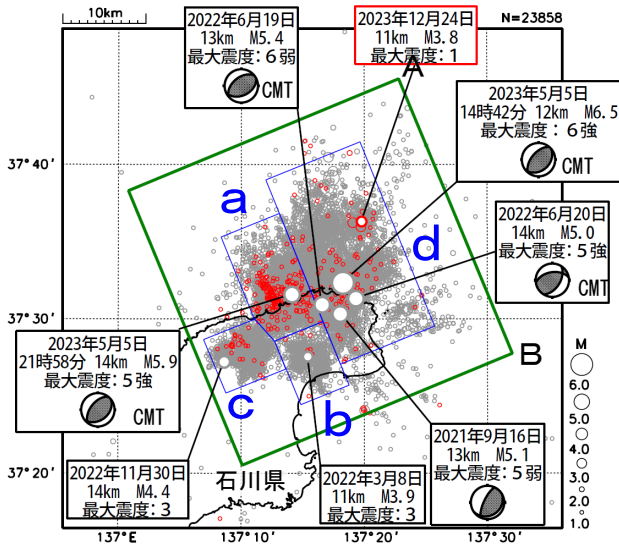 10km
N=23858
2022年6月19日
13km M5.4
最大震度:6弱
CMT
2023年12月24日
11km M3.8
最大震度:1
A
2023年5月5日
14時42分 12km M6.5
最大震度:6強
CMT
2022年6月20日
14km M5.0
最大震度:5強
CMT
37°40′
37°30′
37°20′
a
d
c
b
B
2023年5月5日
21時58分 14km M5.9
最大震度:5強
CMT
2022年11月30日
14km M4.4
最大震度:3
石川県
2022年3月8日
11km M3.9
最大震度:3
2021年9月16日
13km M5.1
最大震度:5弱
M
6.0
5.0
4.0
3.0
2.0
1.0
137°E
137°10′
137°20′
137°30′